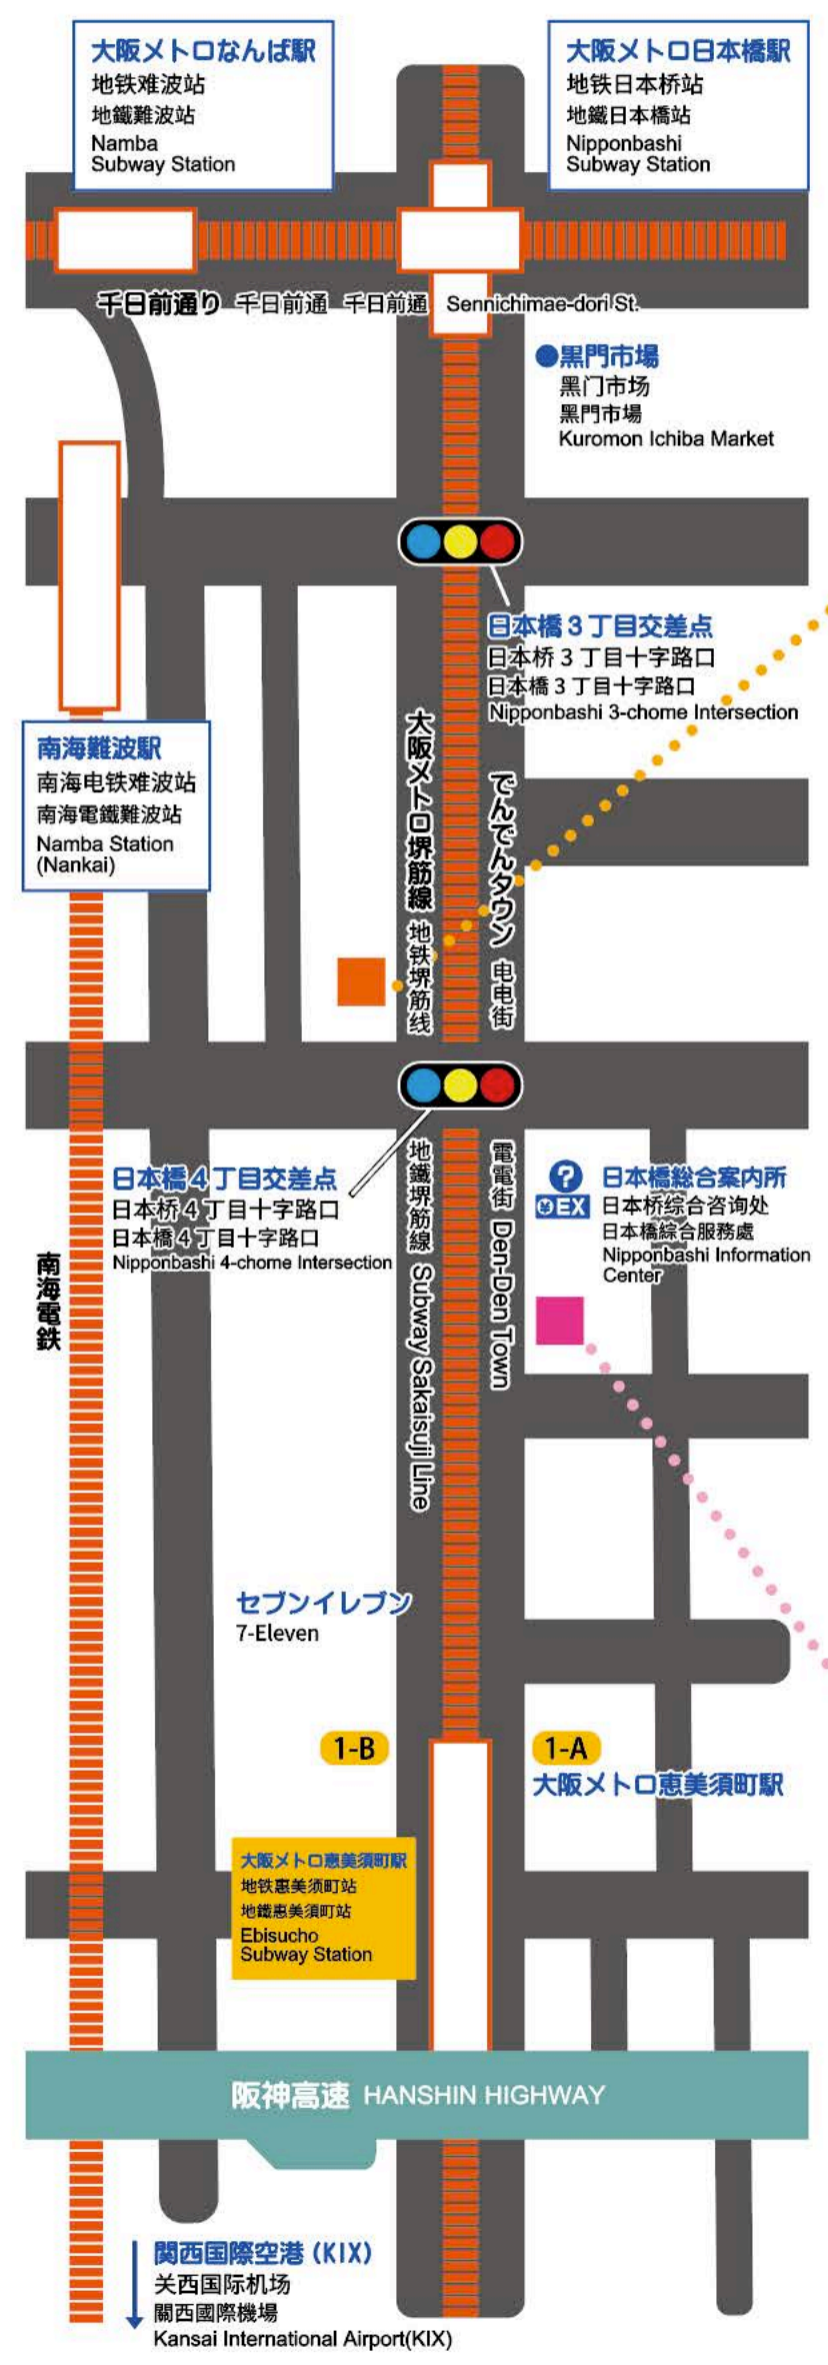 大阪メトロなんば駅
地铁难波站
地鐵難波站
Namba
Subway Station
大阪メトロ日本橋駅
地铁日本桥站
地鐵日本橋站
Nipponbashi
Subway Station
千日前通り 千日前通 千日前通 Sennichimae-dori St.
黒門市場
黑门市场
黑門市場
Kuromon Ichiba Market
日本橋3丁目交差点
日本桥3丁目十字路口
日本橋3丁目十字路口
Nipponbashi 3-chome Intersection
南海難波駅
南海电铁难波站
南海電鐵難波站
Namba Station
(Nankai)
大阪メトロ堺筋線 地铁堺筋线
でんでんタウン 电电街
日本橋4丁目交差点
日本桥4丁目十字路口
日本橋4丁目十字路口
Nipponbashi 4-chome Intersection
地鐵堺筋線 Subway Sakaisuji Line
電電街 Den-Den Town
?
¥EX
日本橋総合案内所
日本桥综合咨询处
日本橋綜合服務處
Nipponbashi Information
Center
南海電鉄
セブンイレブン
7-Eleven
1-B
1-A
大阪メトロ恵美須町駅
大阪メトロ恵美須町駅
地铁惠美须町站
地鐵惠美須町站
Ebisucho
Subway Station
阪神高速 HANSHIN HIGHWAY
関西国際空港(KIX)
关西国际机场
關西國際機場
Kansai International Airport(KIX)